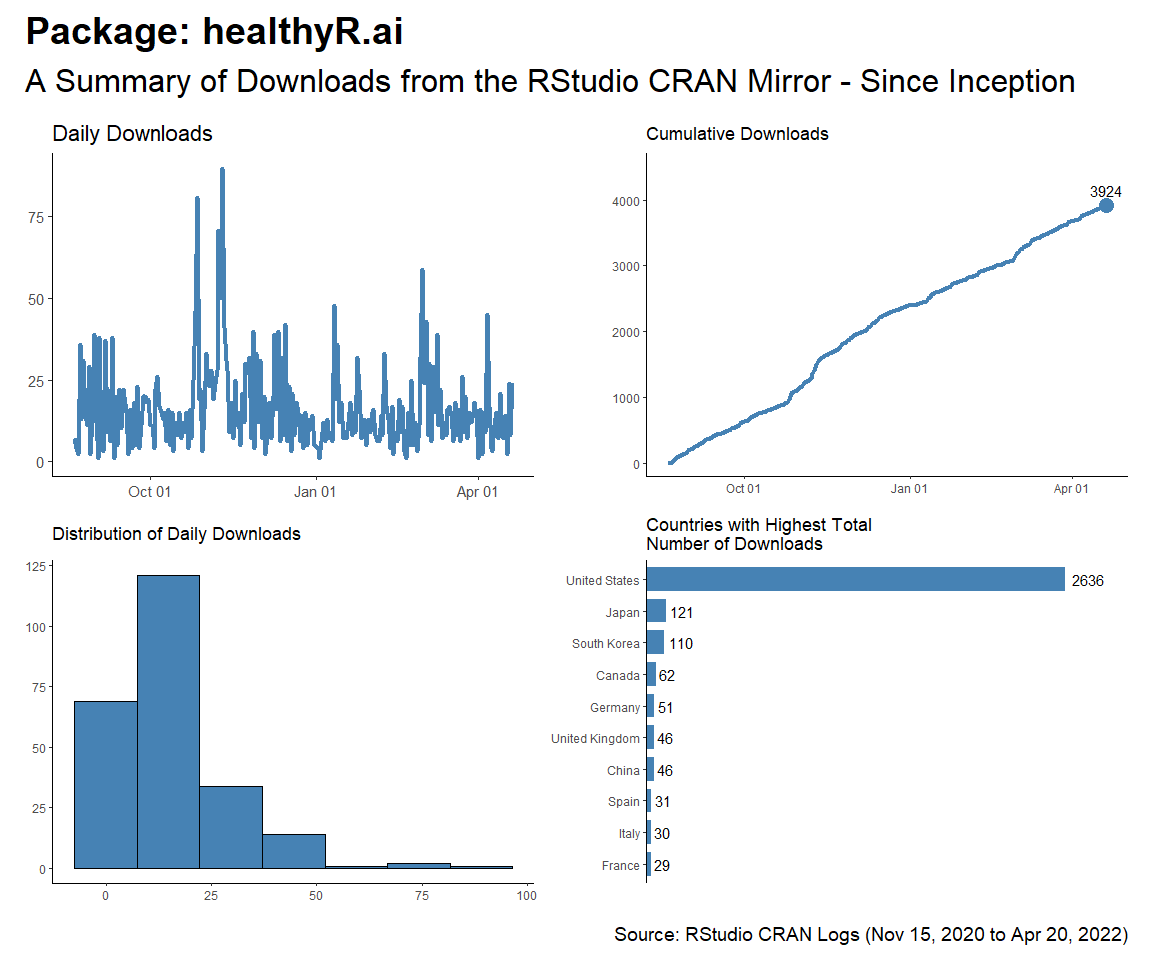 Package: healthyR.ai
A Summary of Downloads from the RStudio CRAN Mirror - Since Inception
Daily Downloads
75
50
25
0
Oct 01
Jan 01
Apr 01
Cumulative Downloads
3924
4000
3000
2000
1000
0
Oct 01
Jan 01
Apr 01
Distribution of Daily Downloads
125
100
75
50
25
0
0
25
50
75
100
Countries with Highest Total
Number of Downloads
United States 2636
Japan 121
South Korea 110
Canada 62
Germany 51
United Kingdom 46
China 46
Spain 31
Italy 30
France 29
Source: RStudio CRAN Logs (Nov 15, 2020 to Apr 20, 2022)